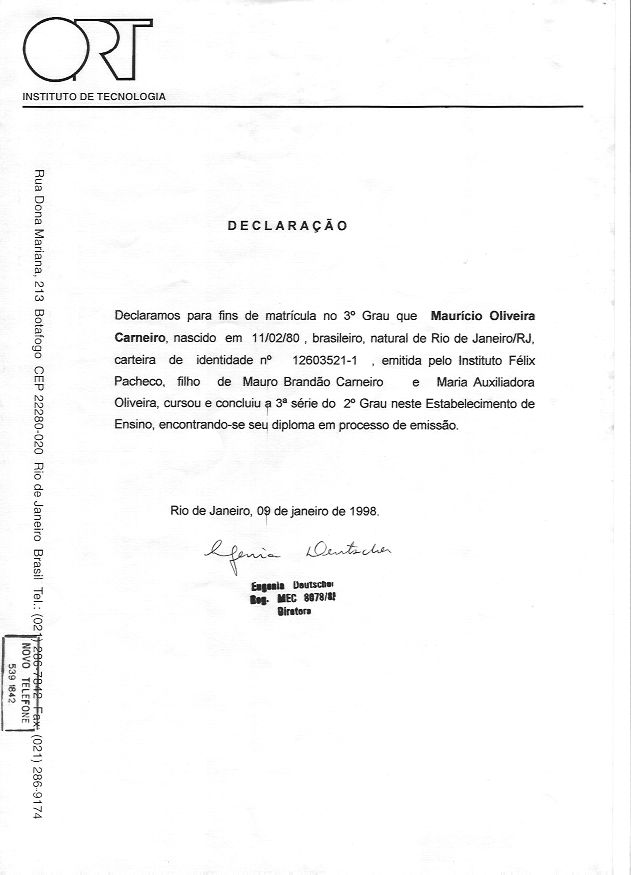 ORT
INSTITUTO DE TECNOLOGIA
DECLARAÇÃO
Declaramos para fins de matrícula no 3º Grau que Maurício Oliveira
Carneiro, nascido em 11/02/80 , brasileiro, natural de Rio de Janeiro/RJ,
carteira de identidade nº 12603521-1 , emitida pelo Instituto Félix
Pacheco, filho de Mauro Brandão Carneiro e Maria Auxiliadora
Oliveira, cursou e concluiu a 3ª série do 2º Grau neste Estabelecimento de
Ensino, encontrando-se seu diploma em processo de emissão.
Rio de Janeiro, 09 de janeiro de 1998.
Eugenia Deutscher
Eugenia Deutscher
Reg. MEC
Diretora
Rua Dona Mariana, 213 Botafogo CEP 22280-020 Rio de Janeiro Brasil Tel.: (021) 286-7842 Fax: (021) 286-9174
NOVO TELEFONE
539 1842